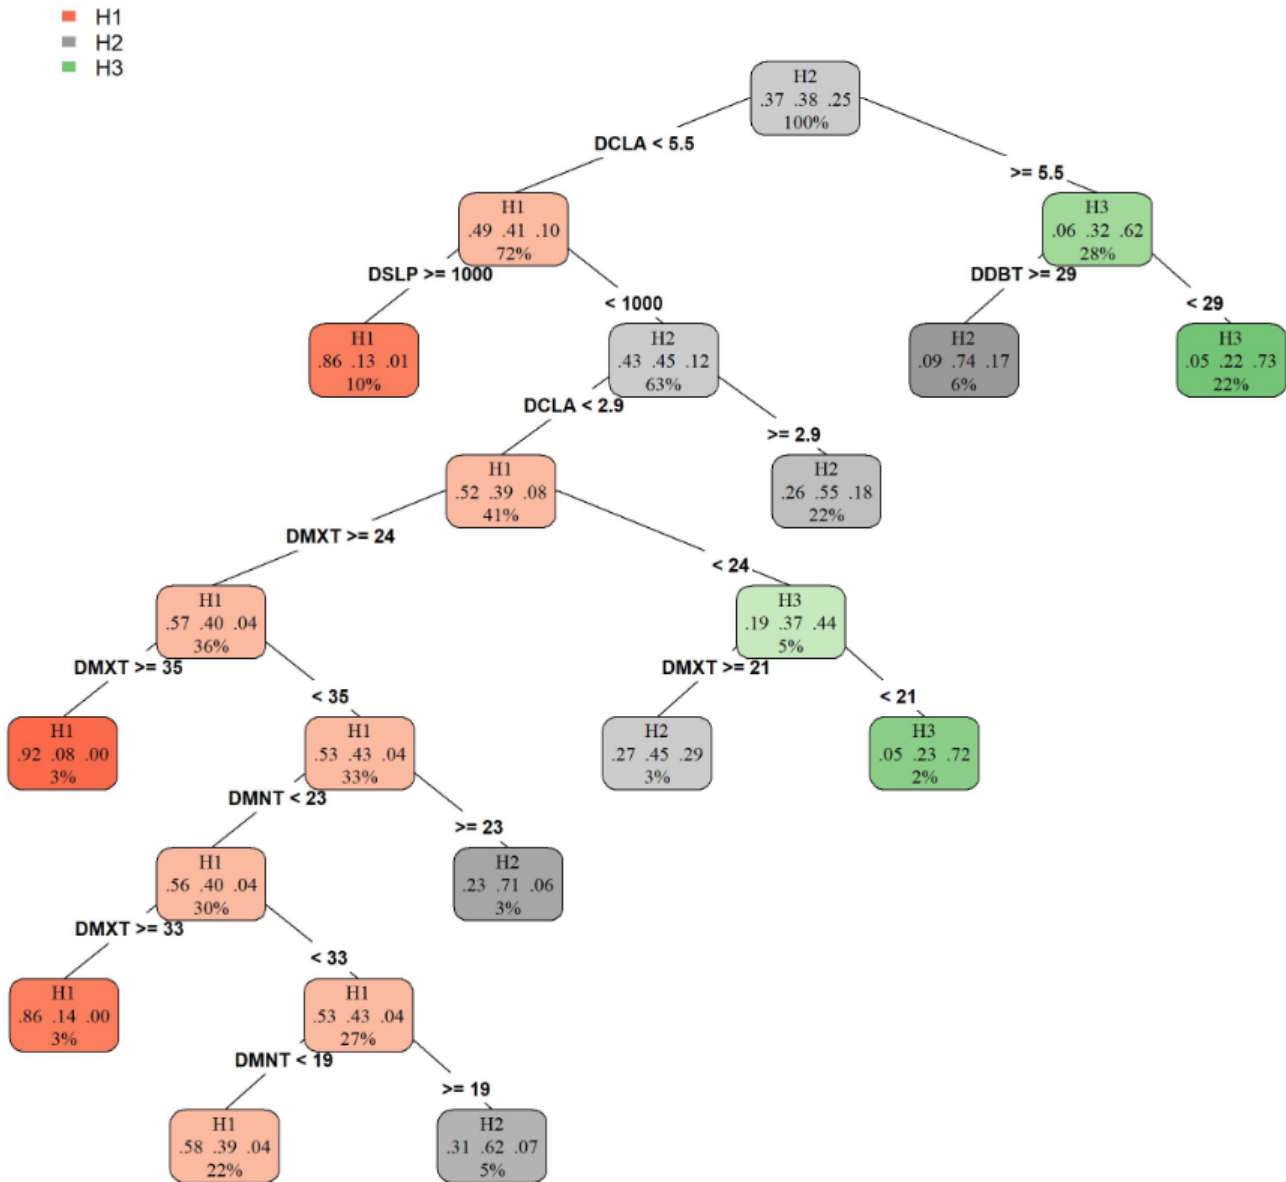 H1
H2
H3
H2
.37 .38 .25
100%
DCLA < 5.5
>= 5.5
H1
.49 .41 .10
72%
H3
.06 .32 .62
28%
DSLP >= 1000
< 1000
DDBT >= 29
< 29
H1
.86 .13 .01
10%
H2
.43 .45 .12
63%
H2
.09 .74 .17
6%
H3
.05 .22 .73
22%
DCLA < 2.9
>= 2.9
H1
.52 .39 .08
41%
H2
.26 .55 .18
22%
DMXT >= 24
< 24
H1
.57 .40 .04
36%
H3
.19 .37 .44
5%
DMXT >= 35
< 35
DMXT >= 21
< 21
H1
.92 .08 .00
3%
H1
.53 .43 .04
33%
H2
.27 .45 .29
3%
H3
.05 .23 .72
2%
DMNT < 23
>= 23
H1
.56 .40 .04
30%
H2
.23 .71 .06
3%
DMXT >= 33
< 33
H1
.86 .14 .00
3%
H1
.53 .43 .04
27%
DMNT < 19
>= 19
H1
.58 .39 .04
22%
H2
.31 .62 .07
5%